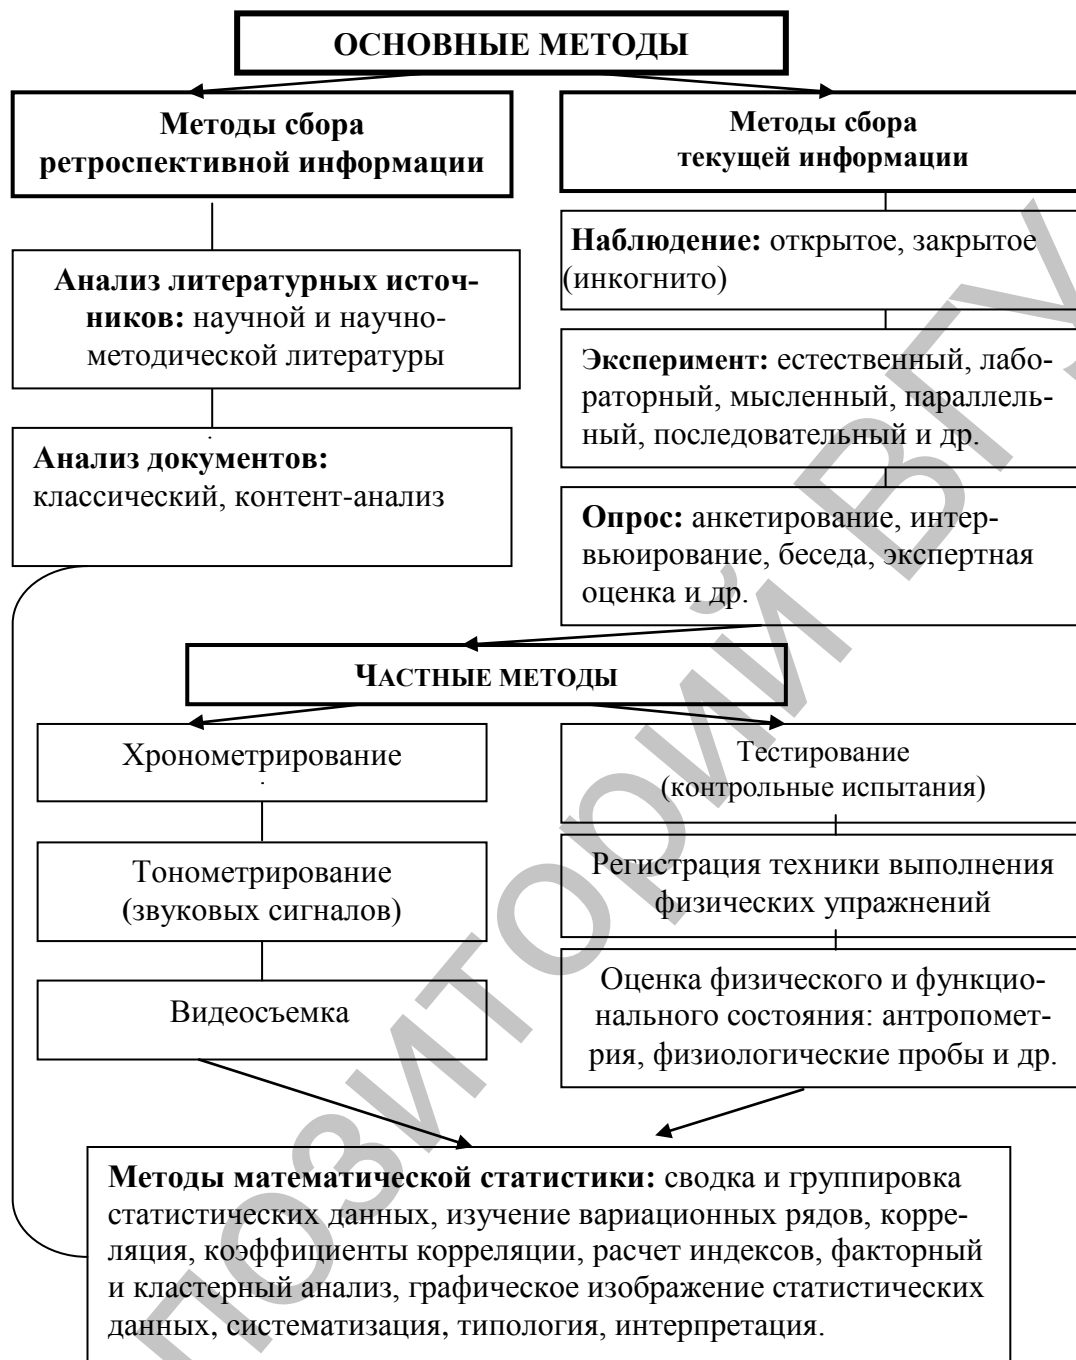 ОСНОВНЫЕ МЕТОДЫ
Методы сбора
ретроспективной информации
Методы сбора
текущей информации
Анализ литературных источ-
ников: научной и научно-
методической литературы
Анализ документов:
классический, контент-анализ
Наблюдение: открытое, закрытое
(инкогнито)
Эксперимент: естественный, лабо-
раторный, мысленный, параллель-
ный, последовательный и др.
Опрос: анкетирование, интер-
вьюирование, беседа, экспертная
оценка и др.
ЧАСТНЫЕ МЕТОДЫ
Хронометрирование
Тонометрирование
(звуковых сигналов)
Видеосъемка
Тестирование
(контрольные испытания)
Регистрация техники выполнения
физических упражнений
Оценка физического и функцио-
нального состояния: антропомет-
рия, физиологические пробы и др.
Методы математической статистики: сводка и группировка
статистических данных, изучение вариационных рядов, корре-
ляция, коэффициенты корреляции, расчет индексов, факторный
и кластерный анализ, графическое изображение статистических
данных, систематизация, типология, интерпретация.
позиторий ВГУ